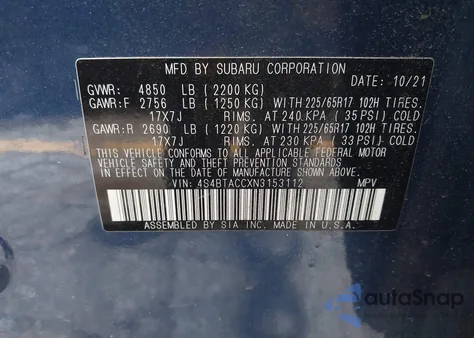 MFD BY SUBARU CORPORATION
DATE: 10/21
GVWR: 4850 LB (2200 KG)
GAWR:F 2756 LB (1250 KG) WITH 225/65R17 102H TIRES.
17X7J RIMS. AT 240 KPA (35 PSI) COLD.
GAWR:R 2690 LB (1220 KG) WITH 225/65R17 102H TIRES.
17X7J RIMS. AT 230 KPA (33 PSI) COLD.
THIS VEHICLE CONFORMS TO ALL APPLICABLE FEDERAL MOTOR
VEHICLE SAFETY AND THEFT PREVENTION STANDARDS
IN EFFECT ON THE DATE OF MANUFACTURE SHOWN ABOVE.
VIN: 4S4BTACCXN3153112 MPV
ASSEMBLED BY SIA INC. MADE IN U.S.A.
autaSnap